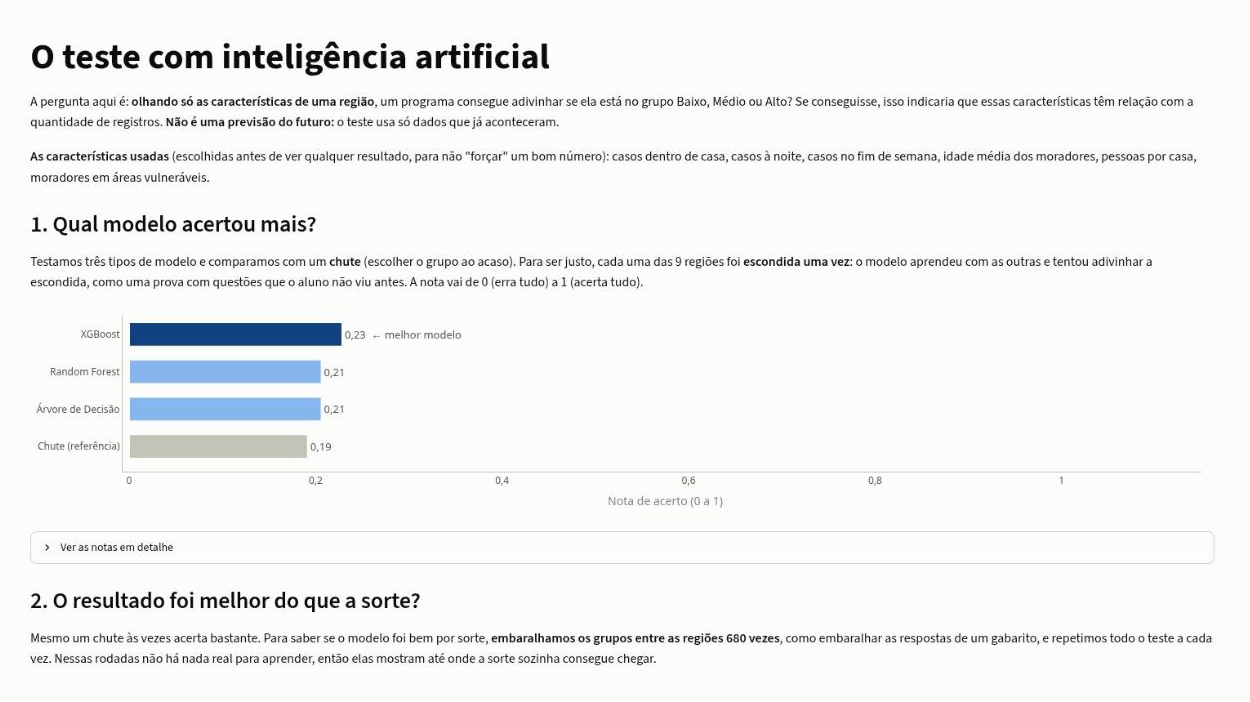 O teste com inteligência artificial
A pergunta aqui é: olhando só as características de uma região, um programa consegue adivinhar se ela está no grupo Baixo, Médio ou Alto? Se conseguisse, isso indicaria que essas características têm relação com a
quantidade de registros. Não é uma previsão do futuro: o teste usa só dados que já aconteceram.
As características usadas (escolhidas antes de ver qualquer resultado, para não "forçar" um bom número): casos dentro de casa, casos à noite, casos no fim de semana, idade média dos moradores, pessoas por casa,
moradores em áreas vulneráveis.
1. Qual modelo acertou mais?
Testamos três tipos de modelo e comparamos com um chute (escolher o grupo ao acaso). Para ser justo, cada uma das 9 regiões foi escondida uma vez: o modelo aprendeu com as outras e tentou adivinhar a
escondida, como uma prova com questões que o aluno não viu antes. A nota vai de 0 (erra tudo) a 1 (acerta tudo).
XGBoost 0,23 ← melhor modelo
Random Forest 0,21
Árvore de Decisão 0,21
Chute (referência) 0,19
0 0,2 0,4 0,6 0,8 1
Nota de acerto (0 a 1)
› Ver as notas em detalhe
2. O resultado foi melhor do que a sorte?
Mesmo um chute às vezes acerta bastante. Para saber se o modelo foi bem por sorte, embaralhamos os grupos entre as regiões 680 vezes, como embaralhar as respostas de um gabarito, e repetimos todo o teste a cada
vez. Nessas rodadas não há nada real para aprender, então elas mostram até onde a sorte sozinha consegue chegar.